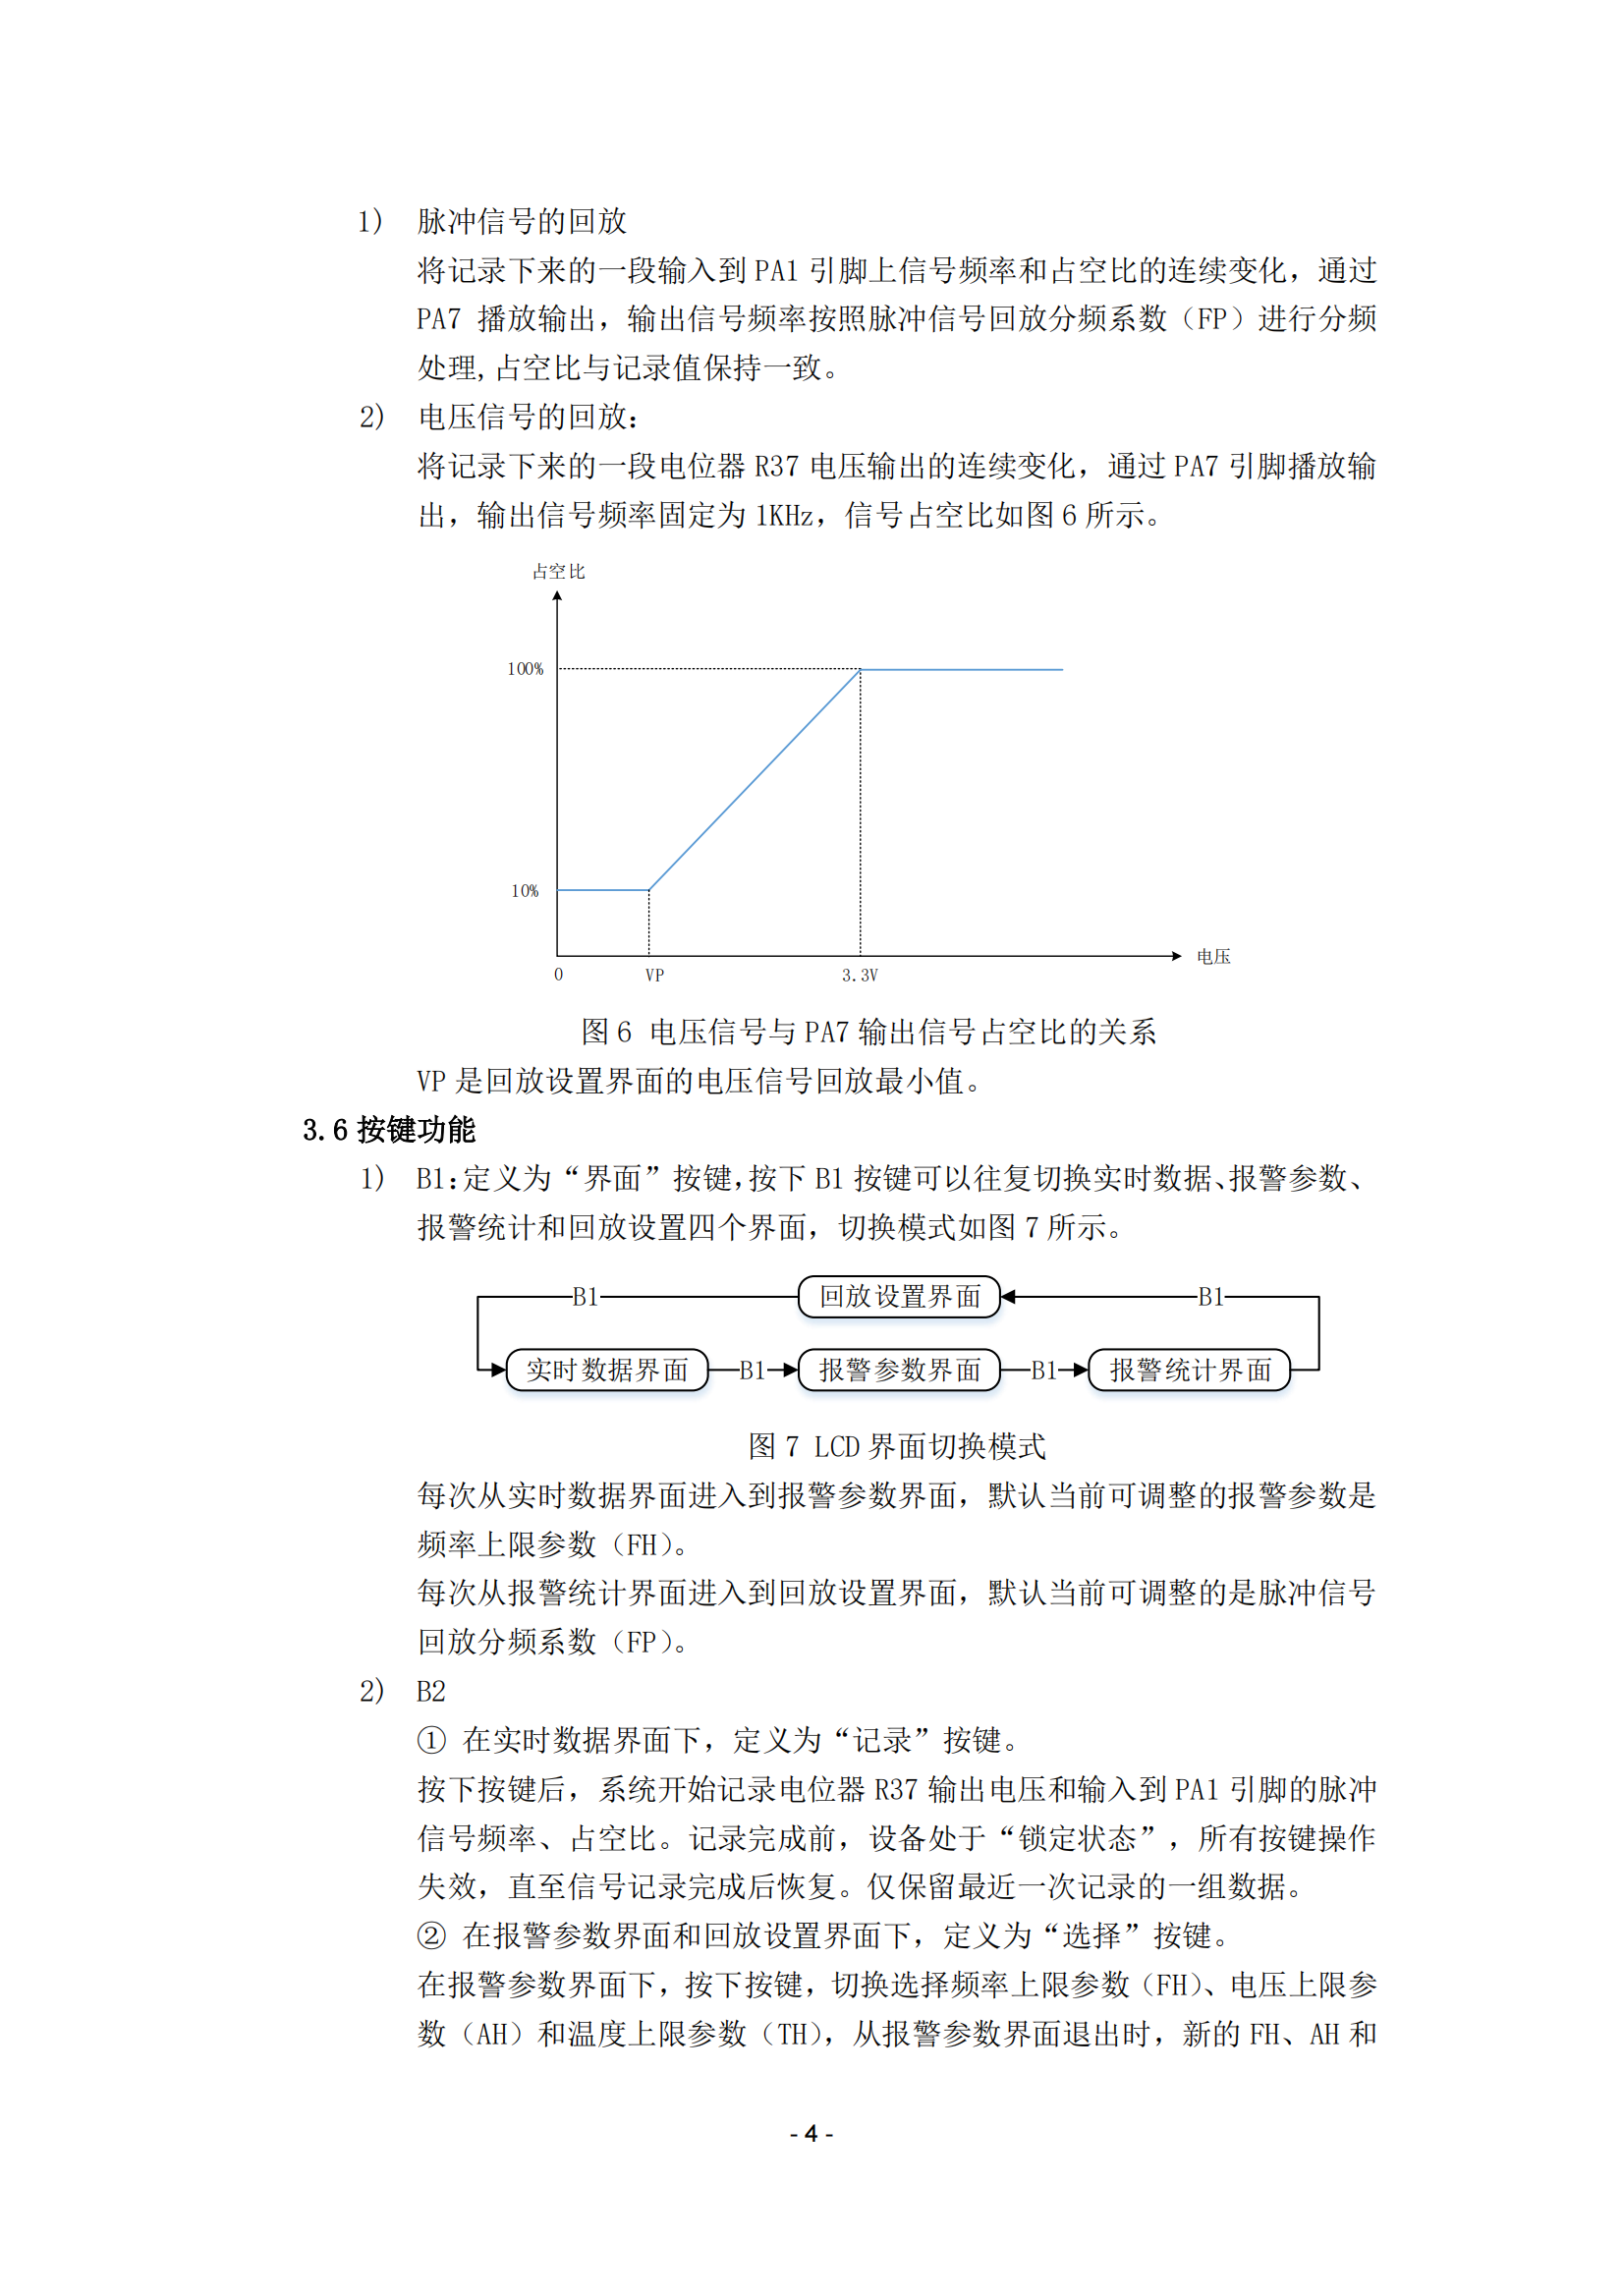 1) 脉冲信号的回放
将记录下来的一段输入到 PA1 引脚上信号频率和占空比的连续变化，通过
PA7 播放输出，输出信号频率按照脉冲信号回放分频系数（FP）进行分频
处理,占空比与记录值保持一致。
2) 电压信号的回放：
将记录下来的一段电位器 R37 电压输出的连续变化，通过 PA7 引脚播放输
出，输出信号频率固定为 1KHz，信号占空比如图 6 所示。
占空比
100%
10%
电压
0 VP 3.3V
图 6 电压信号与 PA7 输出信号占空比的关系
VP 是回放设置界面的电压信号回放最小值。
3.6 按键功能
1) B1：定义为“界面”按键，按下 B1 按键可以往复切换实时数据、报警参数、
报警统计和回放设置四个界面，切换模式如图 7 所示。
B1 回放设置界面 B1
实时数据界面 B1 报警参数界面 B1 报警统计界面
图 7 LCD 界面切换模式
每次从实时数据界面进入到报警参数界面，默认当前可调整的报警参数是
频率上限参数（FH）。
每次从报警统计界面进入到回放设置界面，默认当前可调整的是脉冲信号
回放分频系数（FP）。
2) B2
① 在实时数据界面下，定义为“记录”按键。
按下按键后，系统开始记录电位器 R37 输出电压和输入到 PA1 引脚的脉冲
信号频率、占空比。记录完成前，设备处于“锁定状态”，所有按键操作
失效，直至信号记录完成后恢复。仅保留最近一次记录的一组数据。
② 在报警参数界面和回放设置界面下，定义为“选择”按键。
在报警参数界面下，按下按键，切换选择频率上限参数（FH）、电压上限参
数（AH）和温度上限参数（TH），从报警参数界面退出时，新的 FH、AH 和
- 4 -